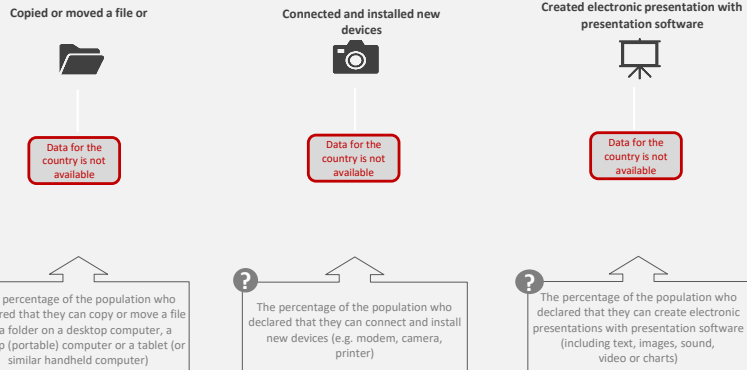 Copied or moved a file or
Connected and installed new
devices
Created electronic presentation with
presentation software
Data for the
country is not
available
Data for the
country is not
available
Data for the
country is not
available
percentage of the population who
that they can copy or move a file
a folder on a desktop computer, a
(portable) computer or a tablet (or
similar handheld computer)
?
The percentage of the population who
declared that they can connect and install
new devices (e.g. modem, camera,
printer)
?
The percentage of the population who
declared that they can create electronic
presentations with presentation software
(including text, images, sound,
video or charts)